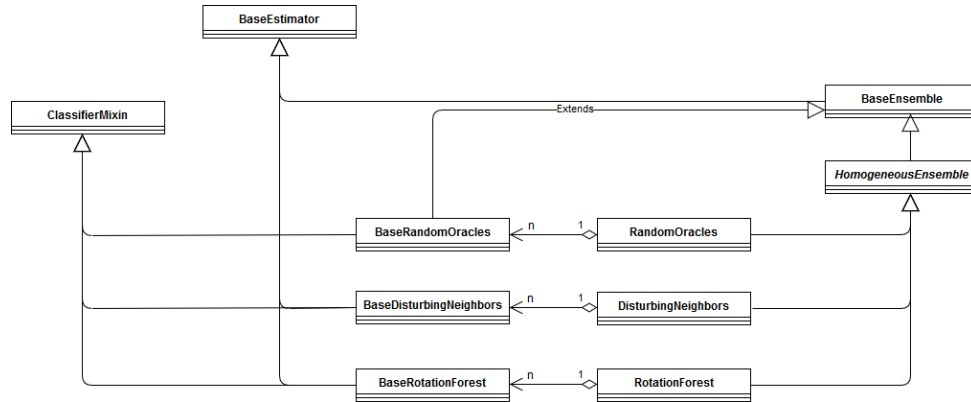 BaseEstimator
BaseEnsemble
ClassifierMixin
Extends
HomogeneousEnsemble
BaseRandomOracles
n
1
RandomOracles
BaseDisturbingNeighbors
n
1
DisturbingNeighbors
BaseRotationForest
n
1
RotationForest